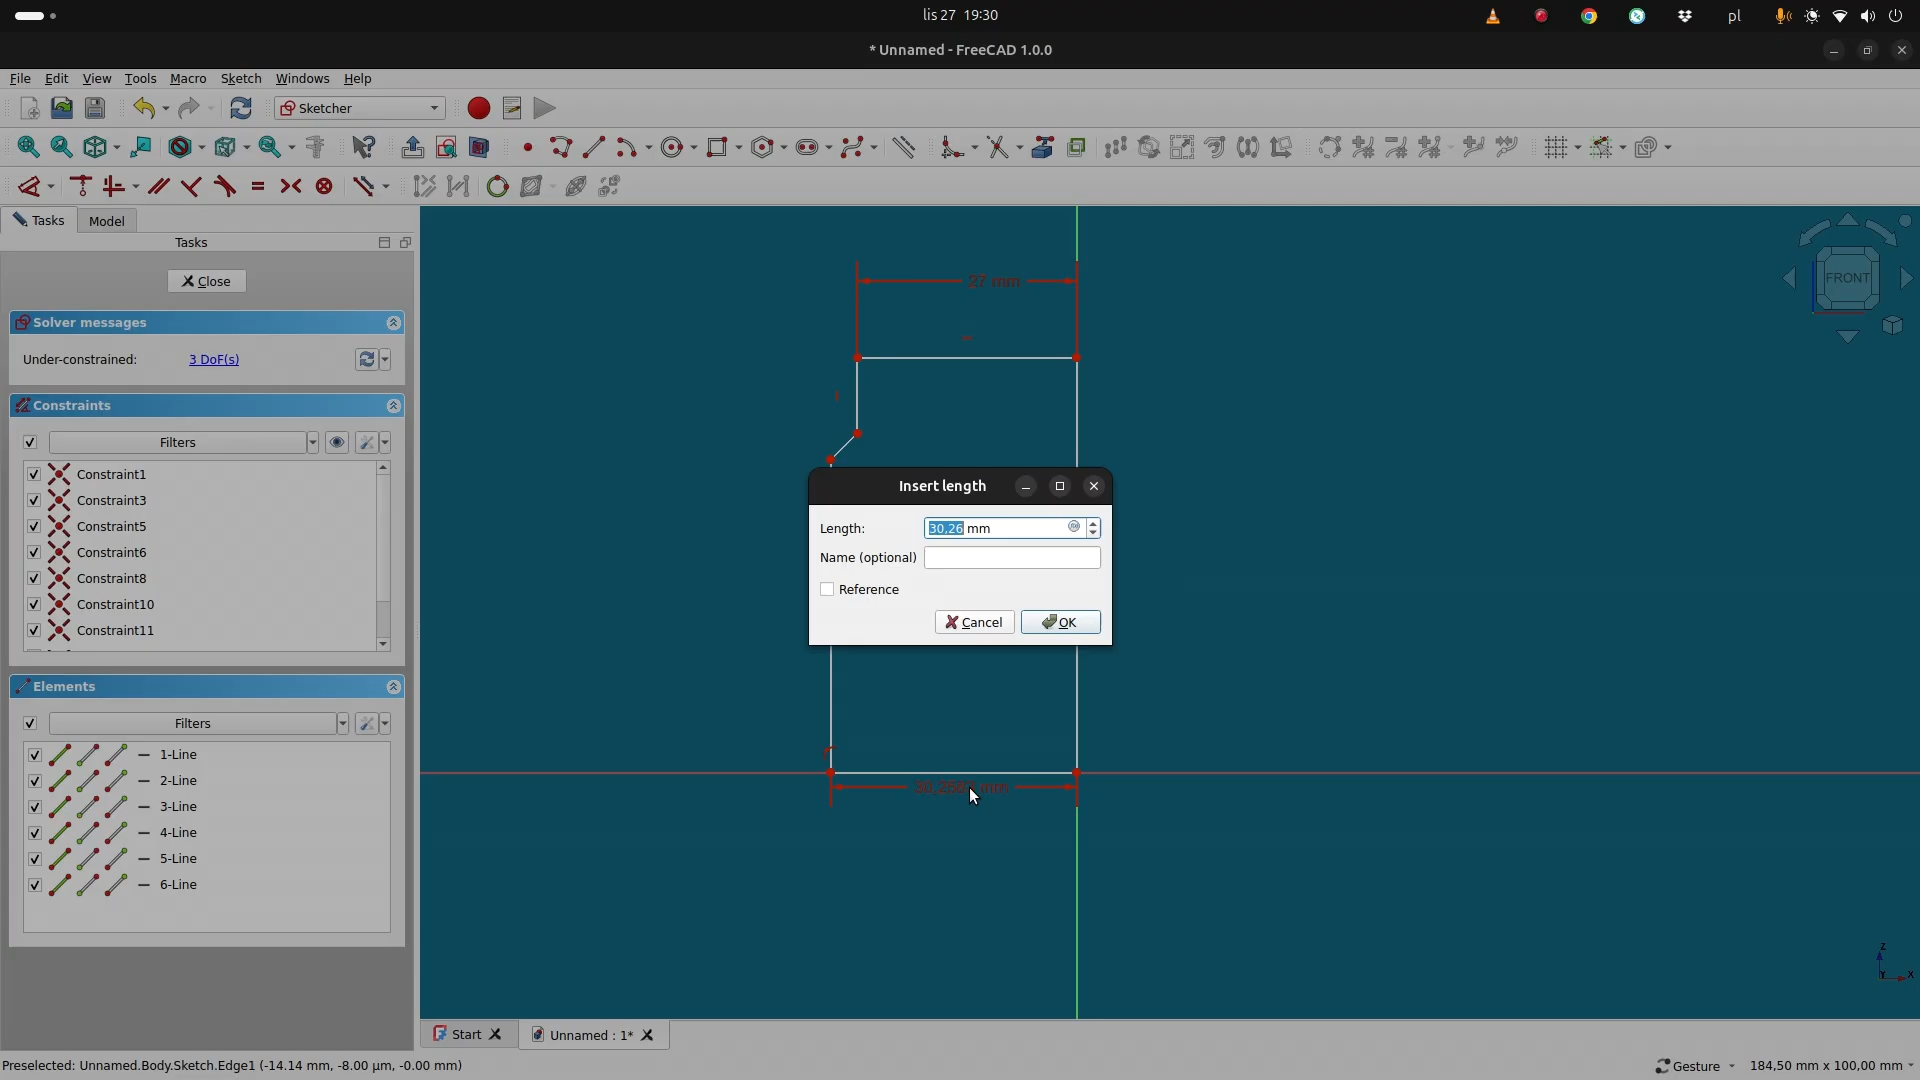 lis 27 19:30
pl
* Unnamed - FreeCAD 1.0.0
File Edit View Tools Macro Sketch Windows Help
Sketcher
Tasks Model
Tasks
Close
Solver messages
Under-constrained: 3 DoF(s)
Constraints
Filters
Constraint1
Constraint3
Constraint5
Constraint6
Constraint8
Constraint10
Constraint11
Elements
Filters
1-Line
2-Line
3-Line
4-Line
5-Line
6-Line
27 mm
FRONT
Insert length
Length: 30,26 mm
Name (optional)
Reference
Cancel OK
mm
Z
Y X
Start Unnamed : 1*
Preselected: Unnamed.Body.Sketch.Edge1 (-14.14 mm, -8.00 µm, -0.00 mm)
Gesture 184,50 mm x 100,00 mm